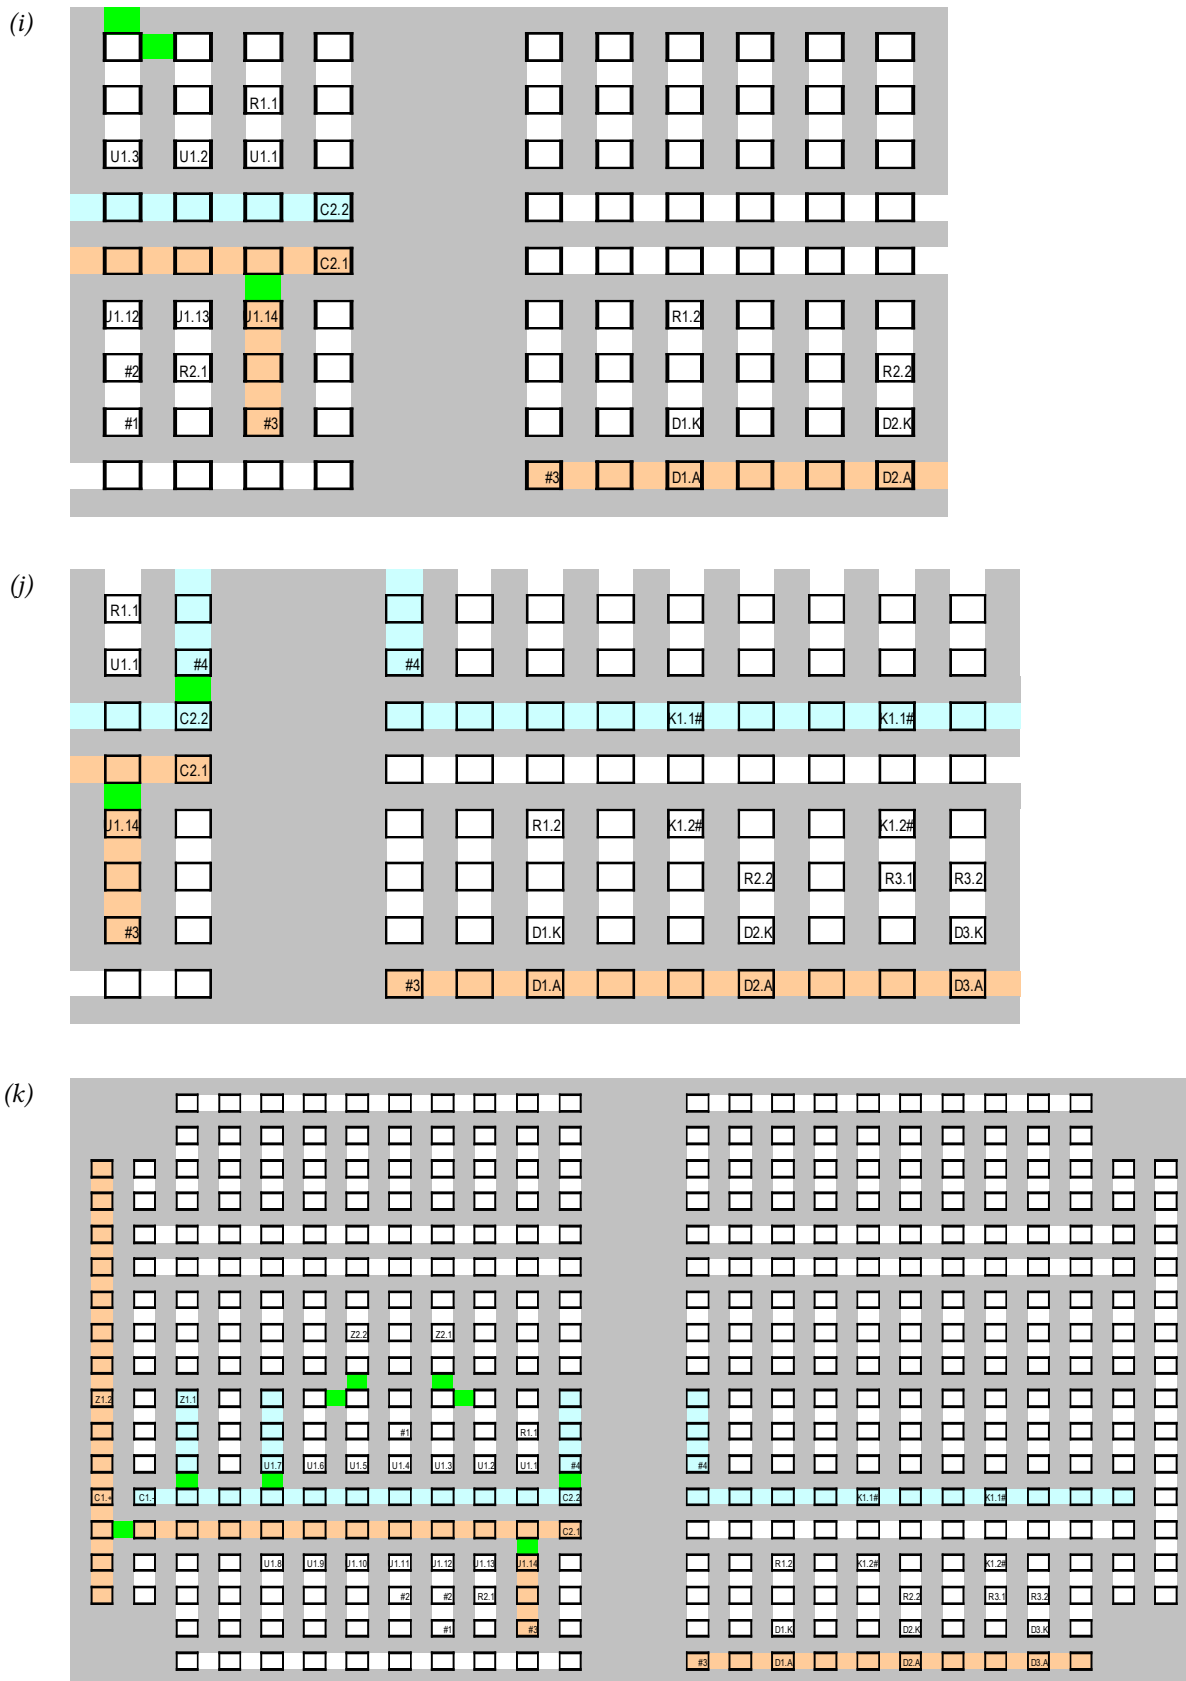 (i)
R1.1
U1.3 U1.2 U1.1
C2.2
C2.1
J1.12 J1.13 J1.14 R1.2
#2 R2.1 R2.2
#1 #3 D1.K D2.K
#3 D1.A D2.A
(j)
R1.1
U1.1 #4 #4
C2.2 K1.1# K1.1#
C2.1
J1.14 R1.2 K1.2# K1.2#
R2.2 R3.1 R3.2
#3 D1.K D2.K D3.K
#3 D1.A D2.A D3.A
(k)
Z2.2 Z2.1
Z1.2 Z1.1
#1 R1.1
U1.7 U1.6 U1.5 U1.4 U1.3 U1.2 U1.1 #4 #4
C1.+ C1.- C2.2 K1.1# K1.1#
C2.1
U1.8 U1.9 J1.10 J1.11 J1.12 J1.13 J1.14 R1.2 K1.2# K1.2#
#2 #2 R2.1 R2.2 R3.1 R3.2
#1 #3 D1.K D2.K D3.K
#3 D1.A D2.A D3.A